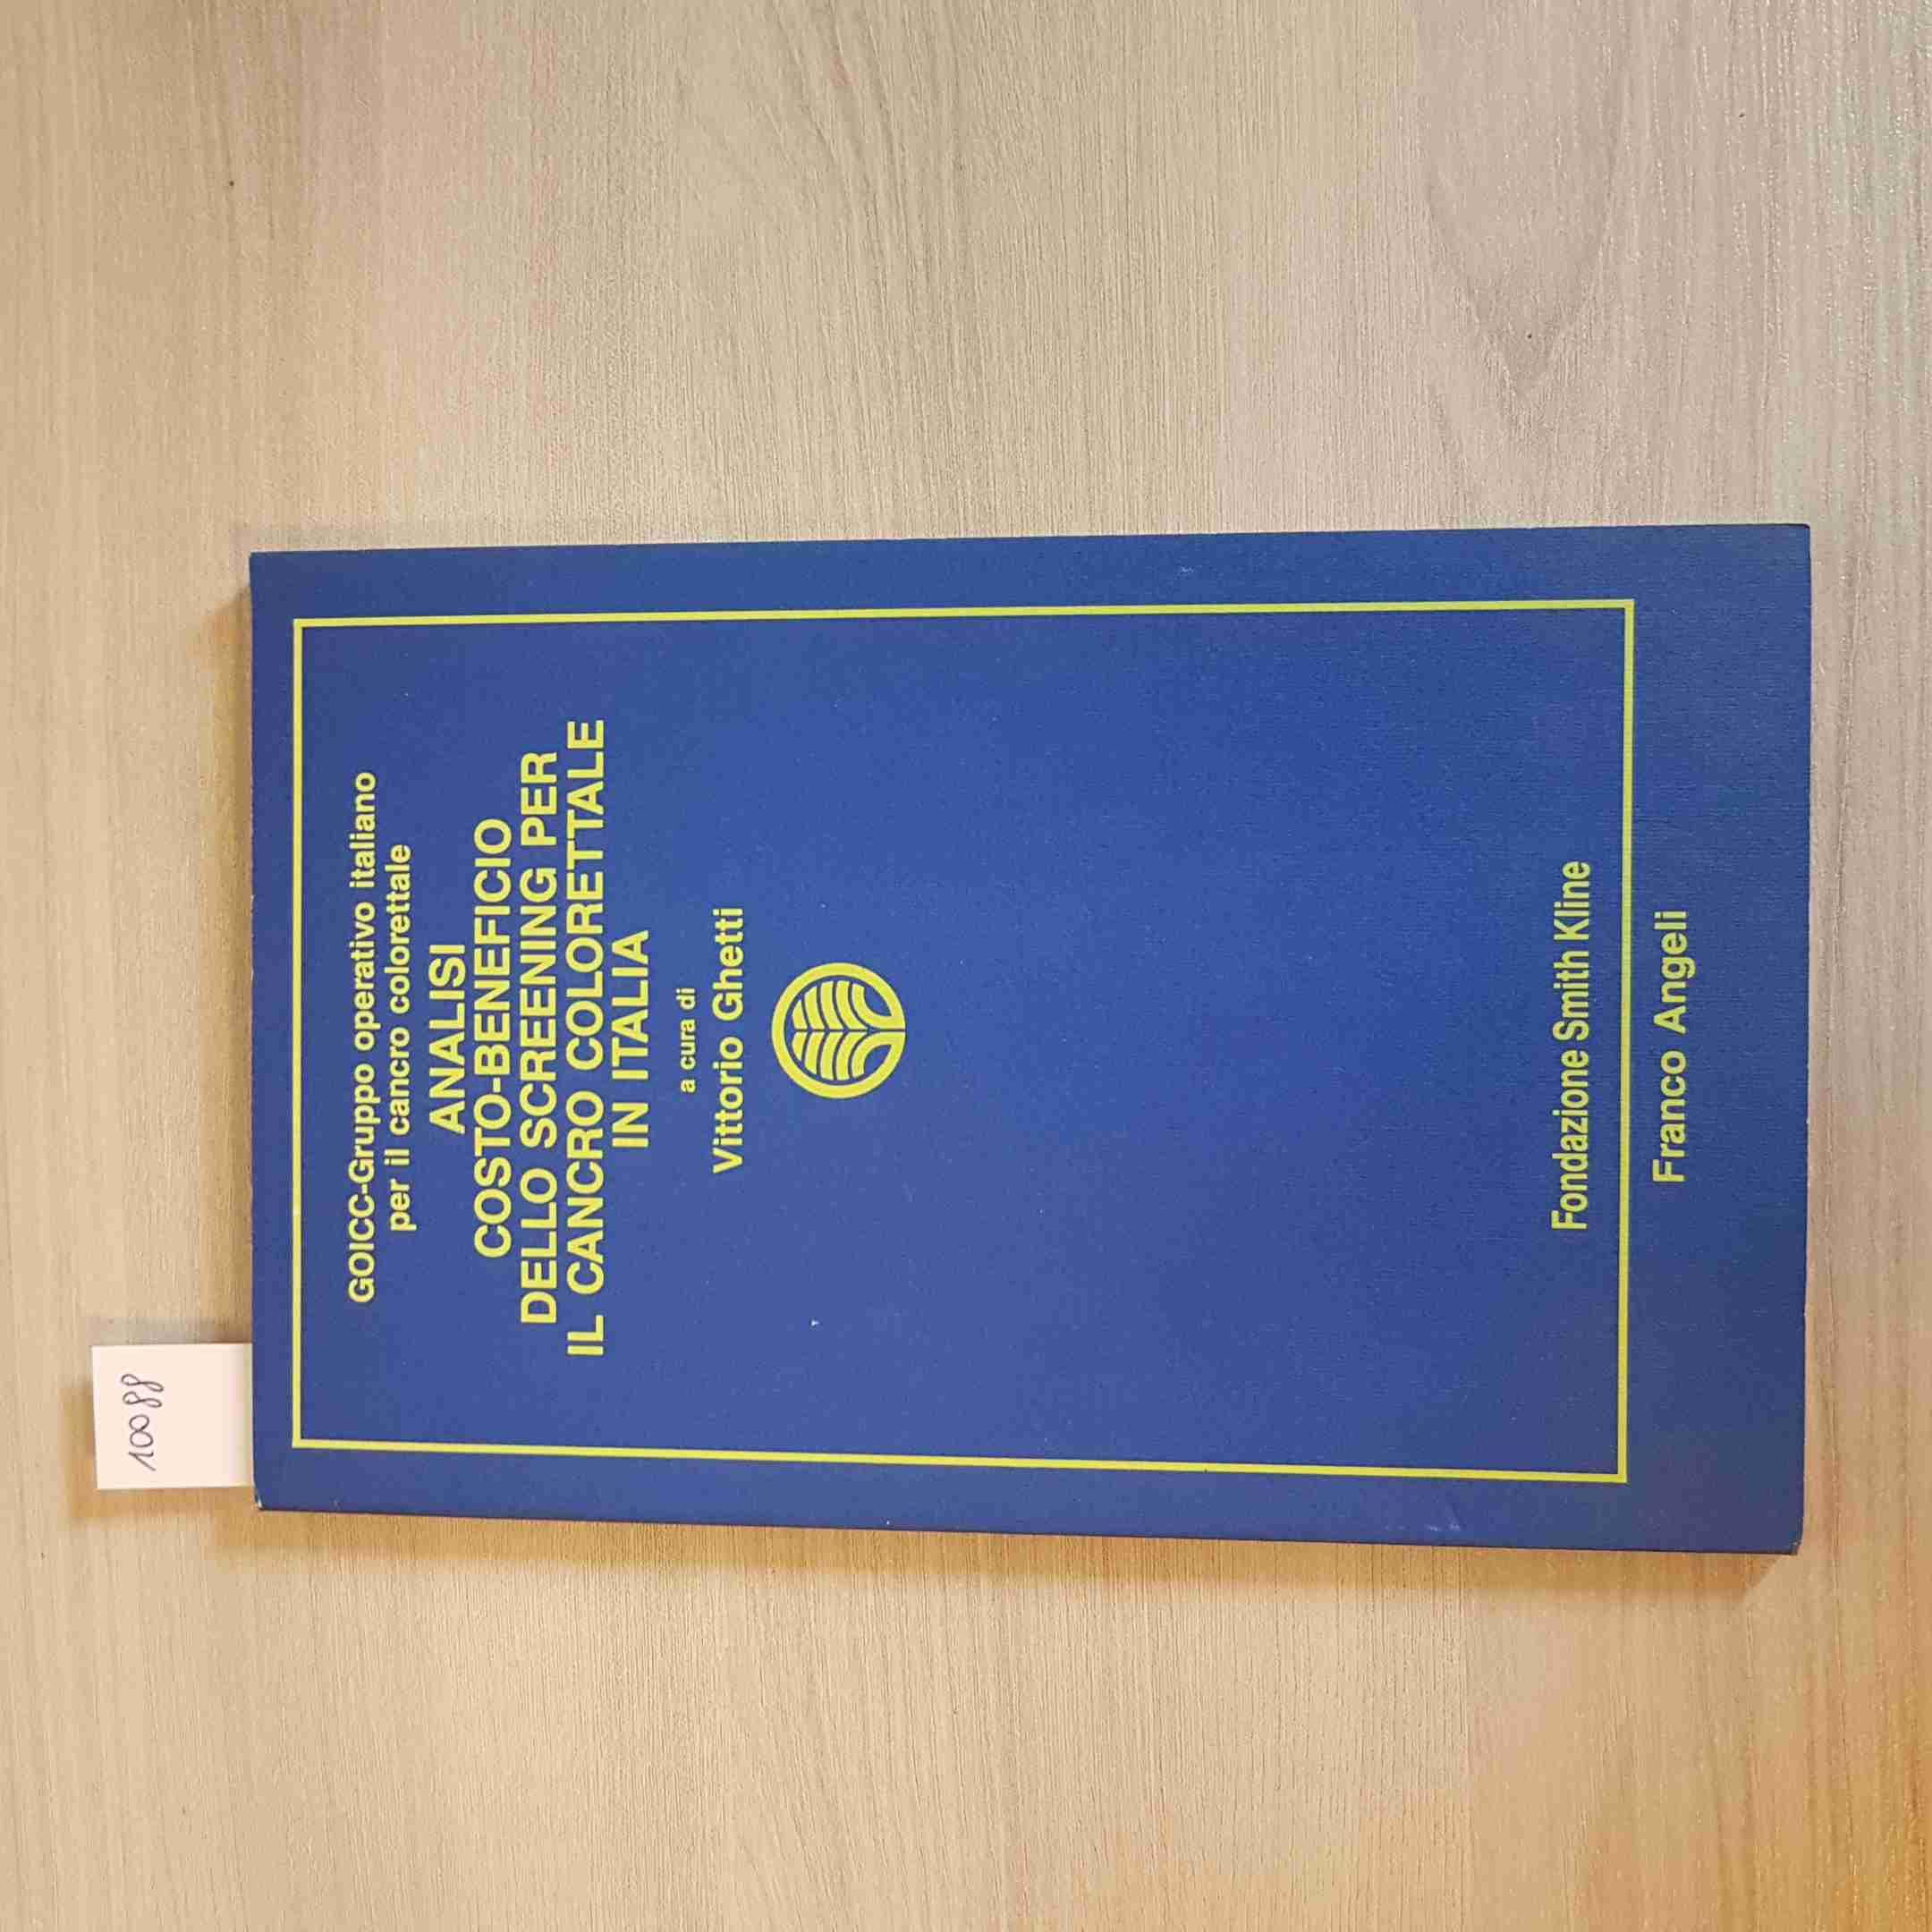 10088
GOICC-Gruppo operativo italiano
per il cancro colorettale
ANALISI
COSTO-BENEFICIO
DELLO SCREENING PER
IL CANCRO COLORETTALE
IN ITALIA
a cura di
Vittorio Ghetti
Fondazione Smith Kline
Franco Angeli